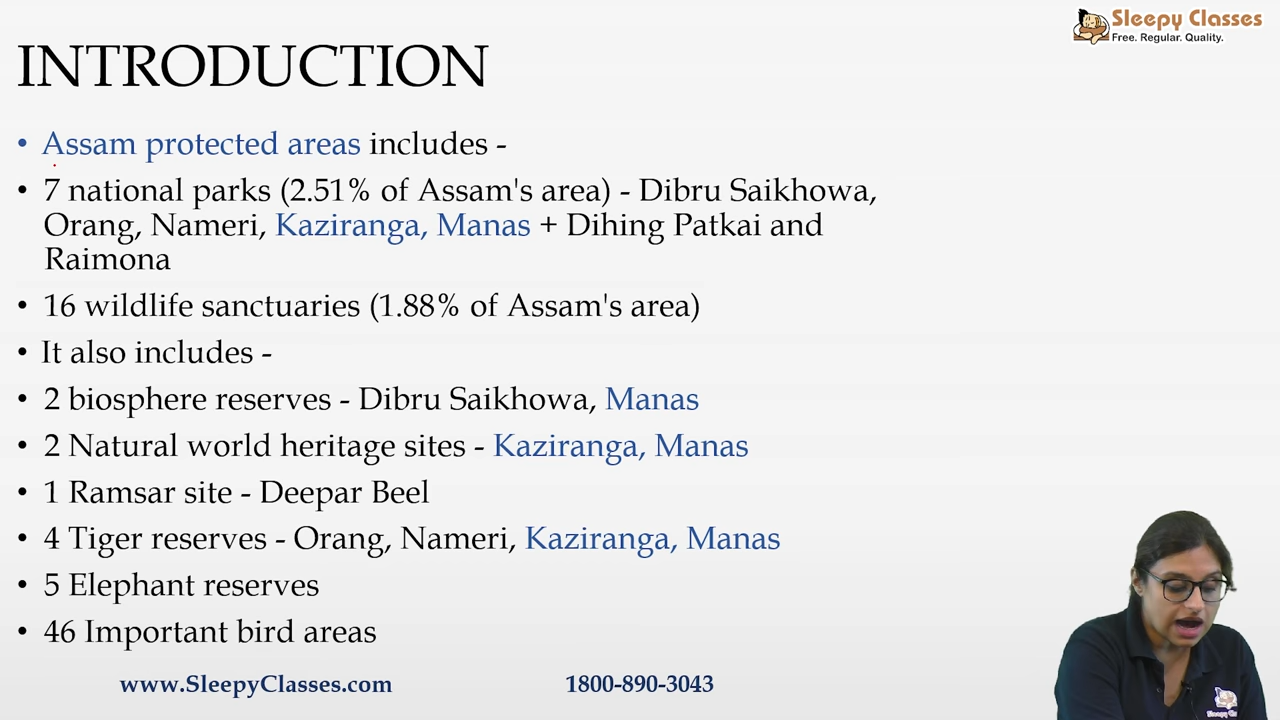 Sleepy Classes
Free. Regular. Quality.
INTRODUCTION
• Assam protected areas includes -
• 7 national parks (2.51% of Assam's area) - Dibru Saikhowa,
Orang, Nameri, Kaziranga, Manas + Dihing Patkai and
Raimona
• 16 wildlife sanctuaries (1.88% of Assam's area)
• It also includes -
• 2 biosphere reserves - Dibru Saikhowa, Manas
• 2 Natural world heritage sites - Kaziranga, Manas
• 1 Ramsar site - Deepar Beel
• 4 Tiger reserves - Orang, Nameri, Kaziranga, Manas
• 5 Elephant reserves
• 46 Important bird areas
www.SleepyClasses.com 1800-890-3043